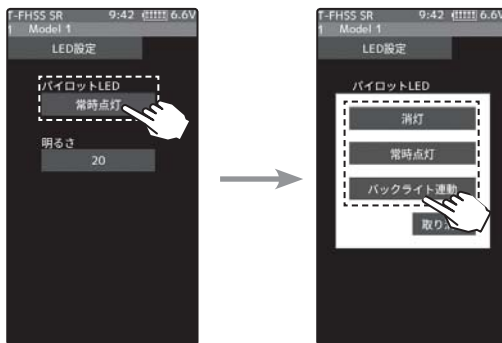 T-FHSS SR 9:42 6.6V
1 Model 1
LED設定
パイロットLED
常時点灯
明るさ
20
T-FHSS SR 9:42 6.6V
1 Model 1
LED設定
パイロットLED
消灯
常時点灯
バックライト連動
取り